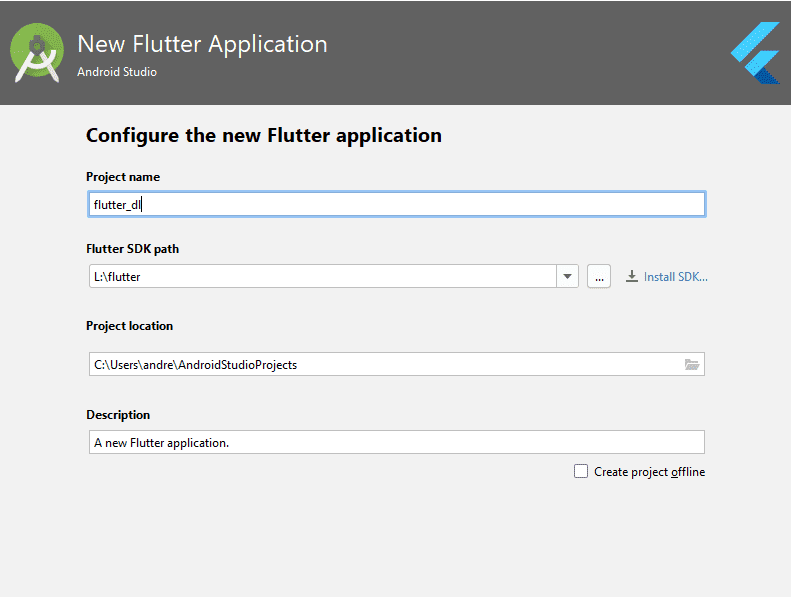 New Flutter Application
Android Studio
Configure the new Flutter application
Project name
flutter_dl
Flutter SDK path
L:\flutter
... Install SDK...
Project location
C:\Users\andre\AndroidStudioProjects
Description
A new Flutter application.
Create project offline